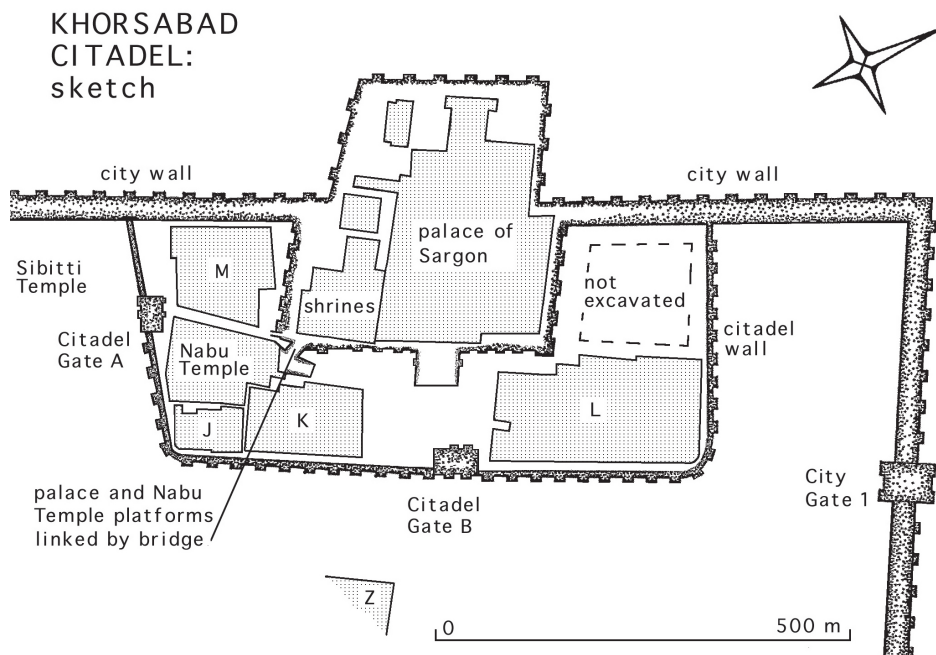 KHORSABAD
CITADEL:
sketch
city wall
city wall
palace of
Sargon
Sibitti
Temple
M
shrines
not
excavated
Citadel
Gate A
Nabu
Temple
citadel
wall
J
K
L
palace and Nabu
Temple platforms
linked by bridge
Citadel
Gate B
City
Gate 1
Z
0
500 m